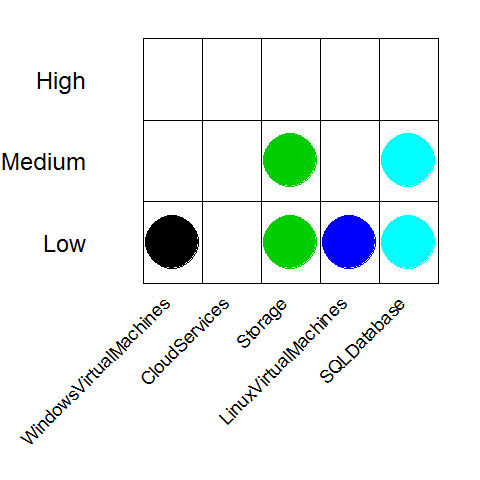 High
Medium
Low
WindowsVirtualMachines
CloudServices
Storage
LinuxVirtualMachines
SQLDatabase